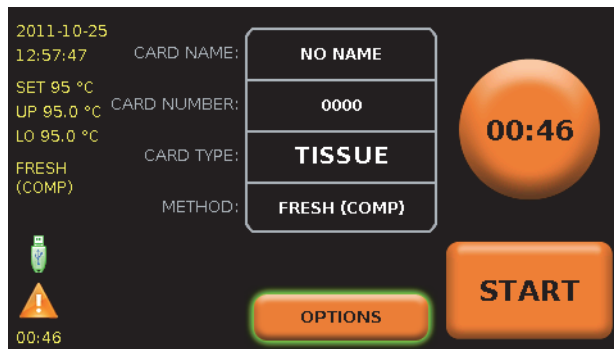 2011-10-25
12:57:47
SET 95 °C
UP 95.0 °C
LO 95.0 °C
FRESH
(COMP)
00:46
CARD NAME: NO NAME
CARD NUMBER: 0000
CARD TYPE: TISSUE
METHOD: FRESH (COMP)
OPTIONS
00:46
START